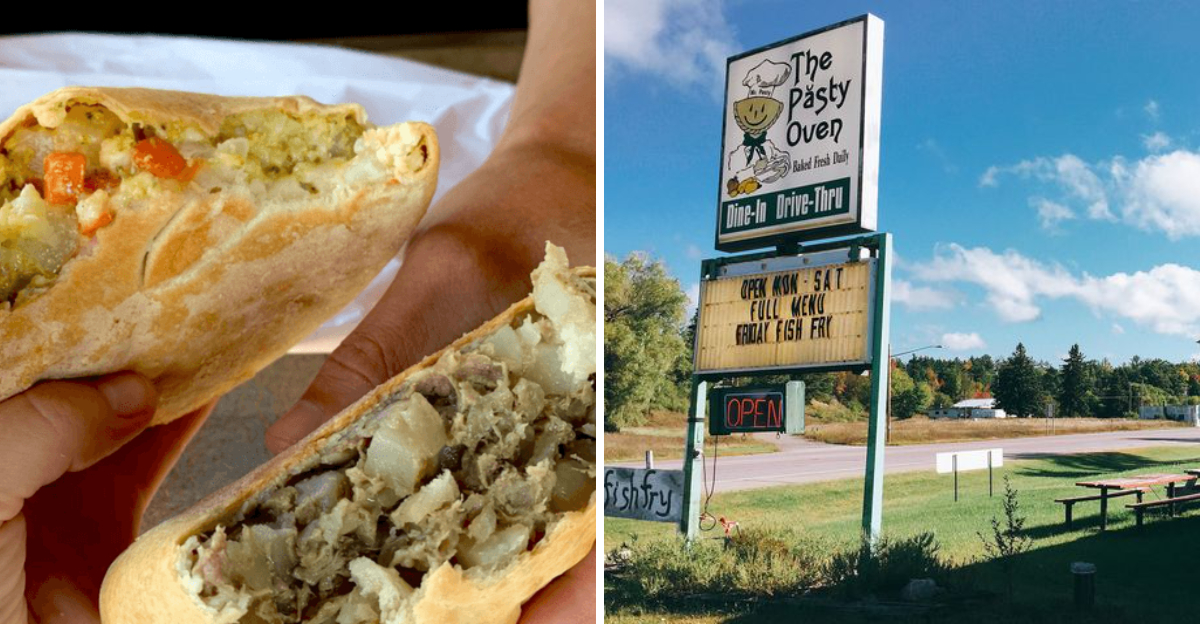 The
Păsty
Oven
Mr. Pasty
Baked Fresh Daily
Dine-In Drive-Thru
OPEN MON - SAT
FULL MENU
FRIDAY FISH FRY
OPEN
fish fry